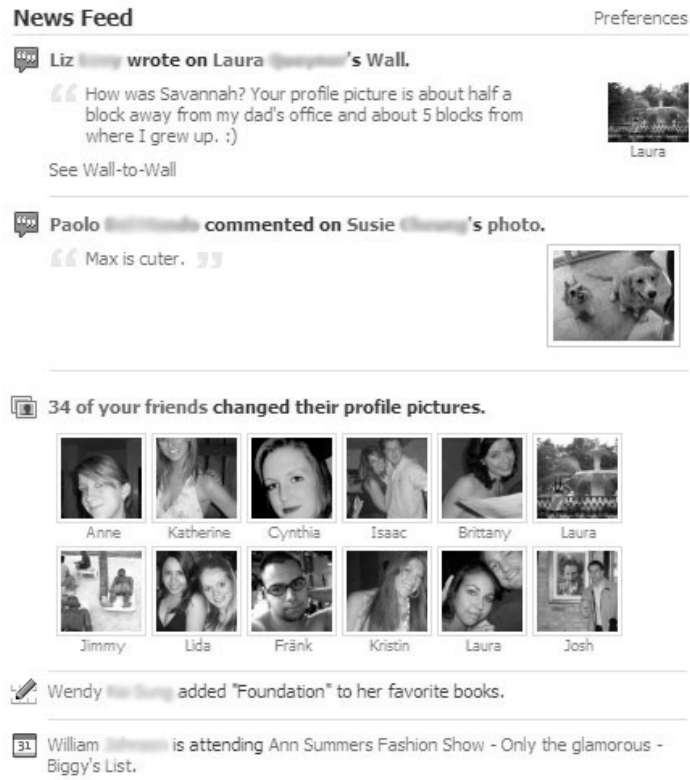 News Feed
Preferences
Liz wrote on Laura 's Wall.
How was Savannah? Your profile picture is about half a
block away from my dad's office and about 5 blocks from
where I grew up. :)
Laura
See Wall-to-Wall
Paolo commented on Susie 's photo.
Max is cuter.
34 of your friends changed their profile pictures.
Anne Katherine Cynthia Isaac Brittany Laura
Jimmy Lida Fränk Kristin Laura Josh
Wendy added "Foundation" to her favorite books.
31
William is attending Ann Summers Fashion Show - Only the glamorous -
Biggy's List.